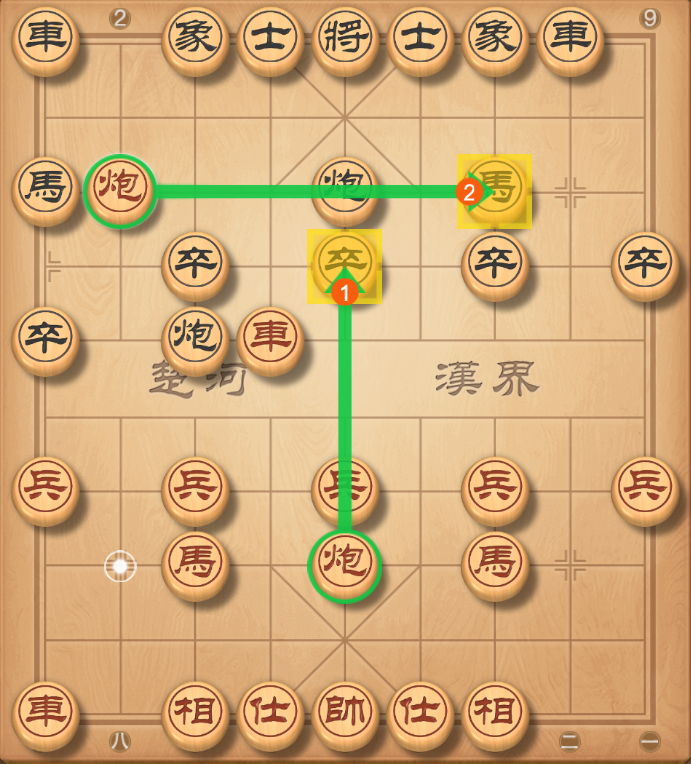 2 9
車 象 士 將 士 象 車
馬 炮 炮 2 馬
卒 卒 卒 卒
1
卒 炮 車
楚河 漢界
兵 兵 兵 兵 兵
馬 炮 馬
車 相 仕 帥 仕 相
八 二 一